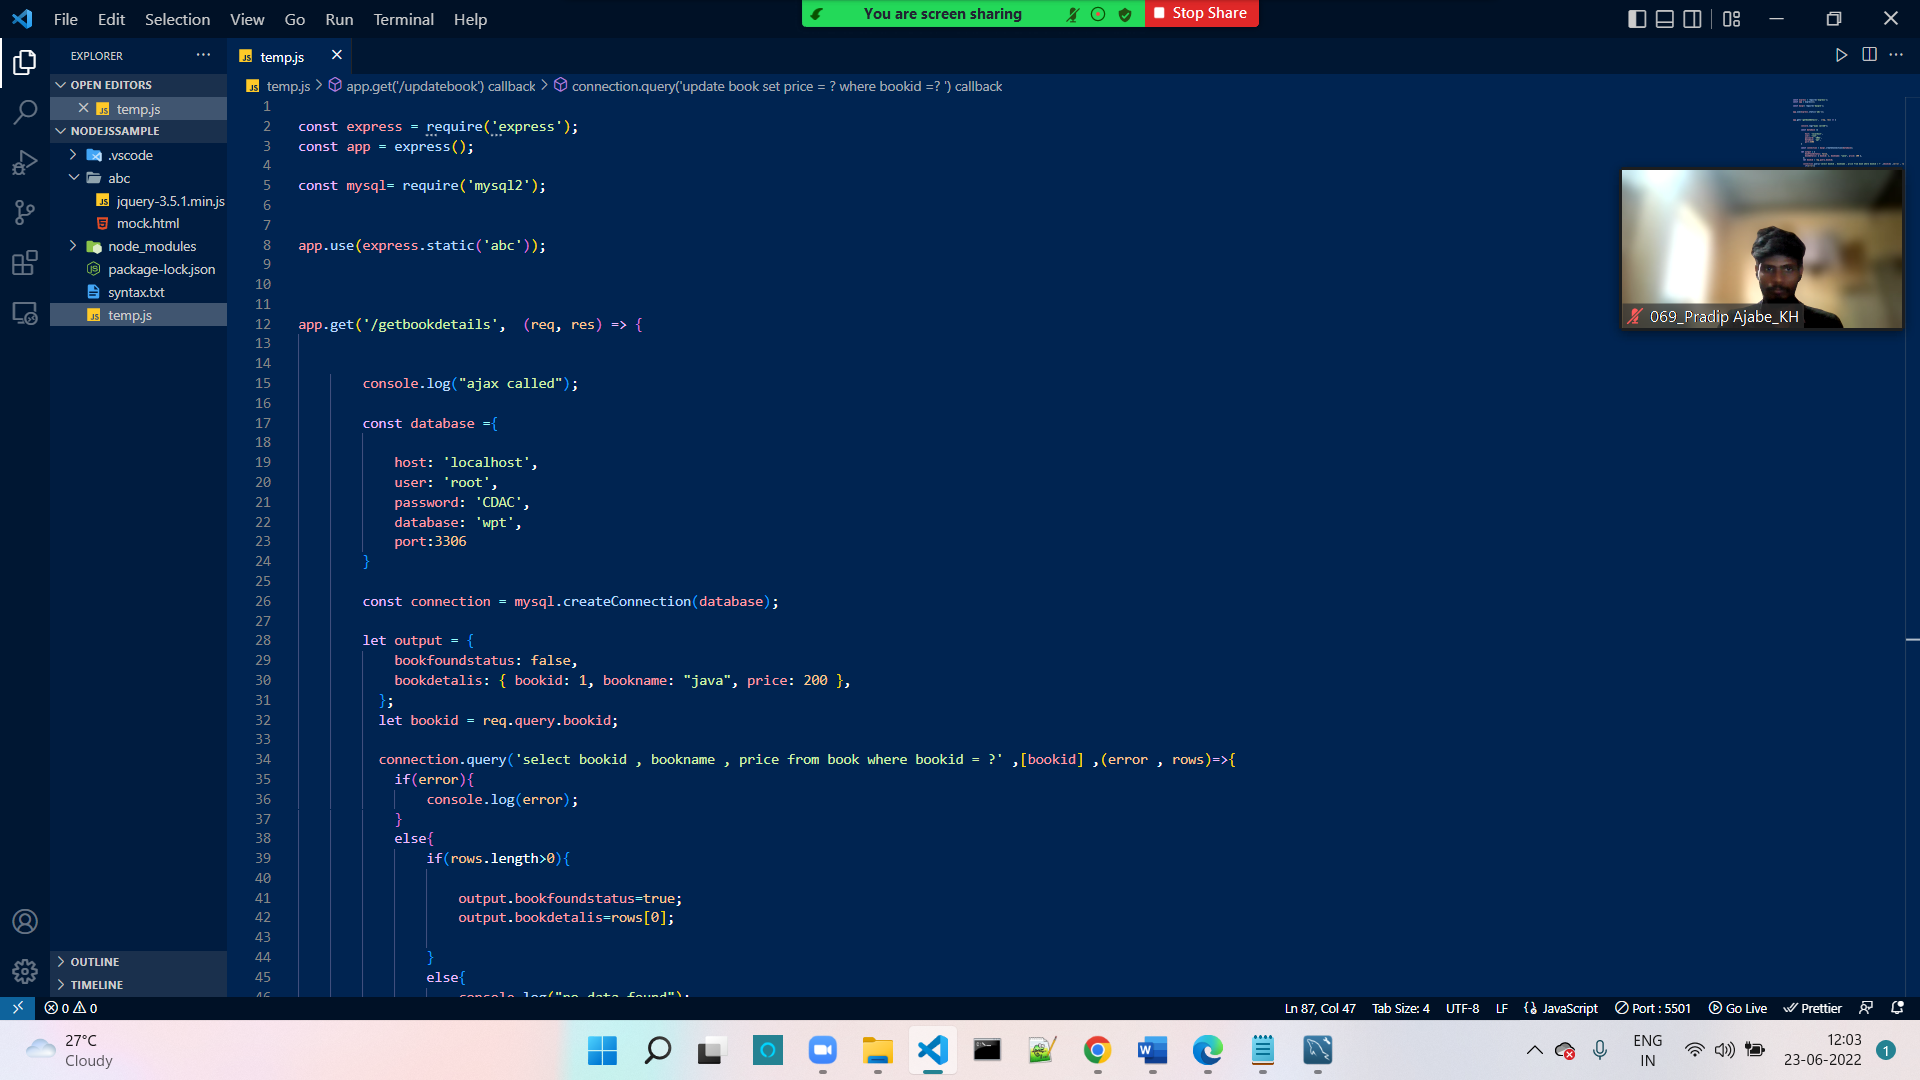 File Edit Selection View Go Run Terminal Help
You are screen sharing
Stop Share
EXPLORER
temp.js
OPEN EDITORS
temp.js
NODEJSSAMPLE
.vscode
abc
jquery-3.5.1.min.js
mock.html
node_modules
package-lock.json
syntax.txt
temp.js
OUTLINE
TIMELINE
temp.js > app.get('/updatebook') callback > connection.query('update book set price = ? where bookid =? ') callback
1
2 const express = require('express');
3 const app = express();
4
5 const mysql= require('mysql2');
6
7
8 app.use(express.static('abc'));
9
10
11
12 app.get('/getbookdetails', (req, res) => {
13
14
15 console.log("ajax called");
16
17 const database ={
18
19 host: 'localhost',
20 user: 'root',
21 password: 'CDAC',
22 database: 'wpt',
23 port:3306
24 }
25
26 const connection = mysql.createConnection(database);
27
28 let output = {
29 bookfoundstatus: false,
30 bookdetalis: { bookid: 1, bookname: "java", price: 200 },
31 };
32 let bookid = req.query.bookid;
33
34 connection.query('select bookid , bookname , price from book where bookid = ?' ,[bookid] ,(error , rows)=>{
35 if(error){
36 console.log(error);
37 }
38 else{
39 if(rows.length>0){
40
41 output.bookfoundstatus=true;
42 output.bookdetalis=rows[0];
43
44 }
45 else{
46 console.log("no data found");
069_Pradip Ajabe_KH
0 0
Ln 87, Col 47 Tab Size: 4 UTF-8 LF JavaScript Port : 5501 Go Live Prettier
27°C
Cloudy
ENG
IN
12:03
23-06-2022
1